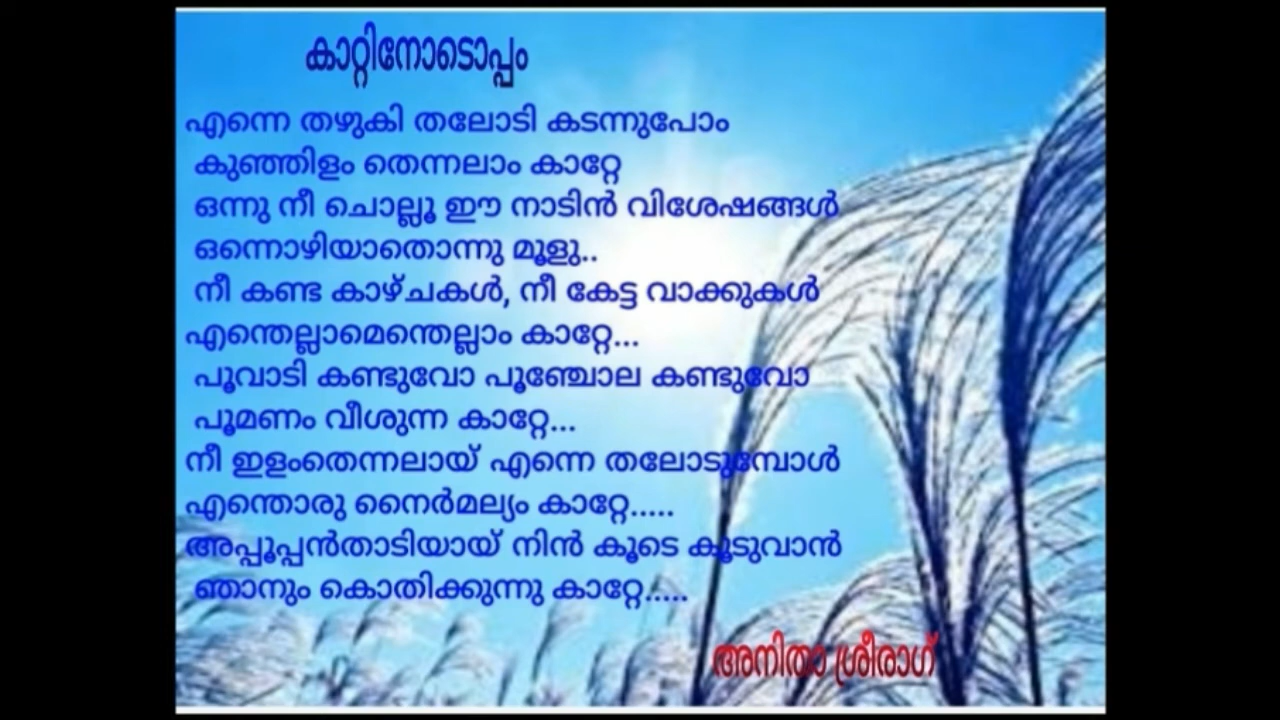 കാറ്റിനോടൊപ്പം
എന്നെ തഴുകി തലോടി കടന്നുപോം
കുഞ്ഞിളം തെന്നലാം കാറ്റേ
ഒന്നു നീ ചൊല്ലൂ ഈ നാടിൻ വിശേഷങ്ങൾ
ഒന്നൊഴിയാതൊന്നു മൂളു..
നീ കണ്ട കാഴ്ചകൾ, നീ കേട്ട വാക്കുകൾ
എന്തെല്ലാമെന്തെല്ലാം കാറ്റേ...
പൂവാടി കണ്ടുവോ പൂഞ്ചോല കണ്ടുവോ
പൂമണം വീശുന്ന കാറ്റേ...
നീ ഇളംതെന്നലായ് എന്നെ തലോടുമ്പോൾ
എന്തൊരു നൈർമല്യം കാറ്റേ.....
അപ്പൂപ്പൻതാടിയായ് നിൻ കൂടെ കൂടുവാൻ
ഞാനും കൊതിക്കുന്നു കാറ്റേ.....
അനിതാ ശ്രീരാഗ്